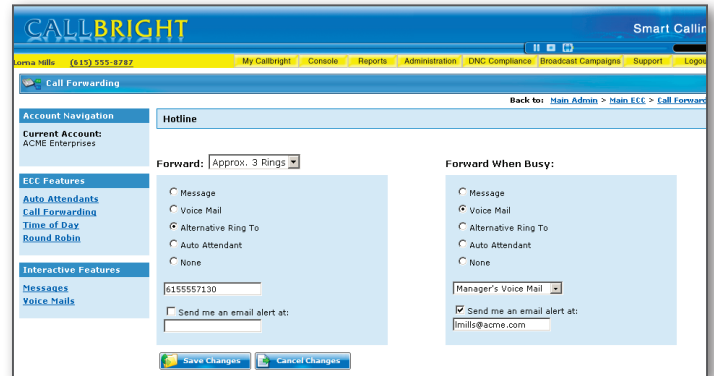 CALLBRIGHT
Smart Callin
Lorna Mills (615) 555-8787
My Callbright Console Reports Administration DNC Compliance Broadcast Campaigns Support Logou
Call Forwarding
Back to: Main Admin > Main ECC > Call Forward
Account Navigation
Current Account:
ACME Enterprises
ECC Features
Auto Attendants
Call Forwarding
Time of Day
Round Robin
Interactive Features
Messages
Voice Mails
Hotline
Forward: Approx. 3 Rings
Message
Voice Mail
Alternative Ring To
Auto Attendant
None
6155557130
Send me an email alert at:
Forward When Busy:
Message
Voice Mail
Alternative Ring To
Auto Attendant
None
Manager's Voice Mail
Send me an email alert at:
lmills@acme.com
Save Changes Cancel Changes